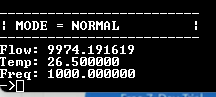 ---------------------
| MODE = NORMAL |
---------------------
Flow: 9974.191619
Temp: 26.500000
Freq: 1000.000000
->